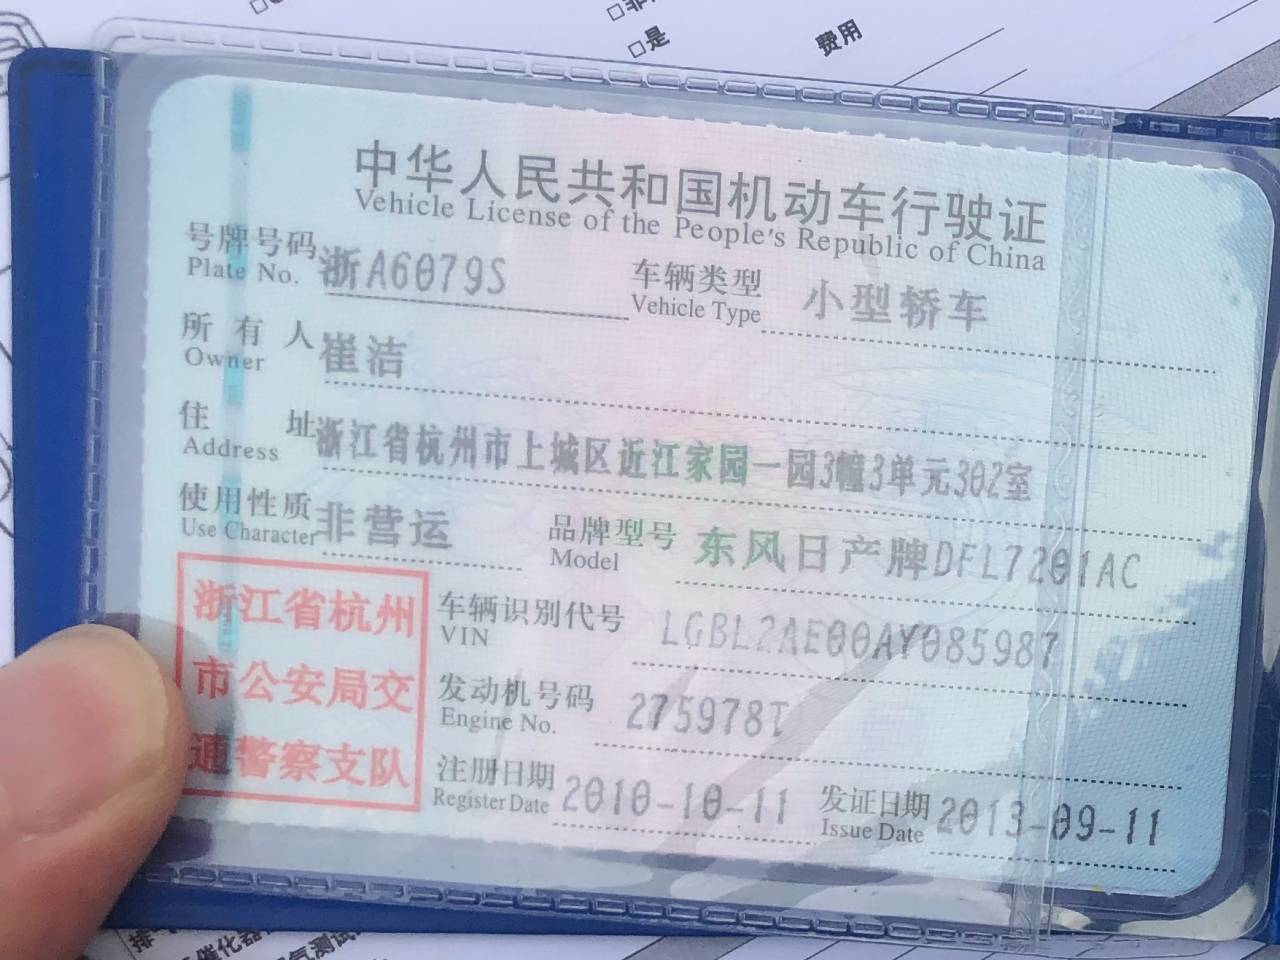 □是
费用
中华人民共和国机动车行驶证
Vehicle License of the People's Republic of China
号牌号码 浙A6079S 车辆类型 小型轿车
Plate No. Vehicle Type
所有人 崔洁
Owner
住址 浙江省杭州市上城区近江家园一园3幢3单元302室
Address
使用性质 非营运 品牌型号 东风日产牌DFL7201AC
Use Character Model
浙江省杭州
市公安局交
通警察支队
车辆识别代号 LGBL2AE00AY085987
VIN
发动机号码 275978T
Engine No.
注册日期 2010-10-11 发证日期 2013-09-11
Register Date Issue Date
催化器
气测试